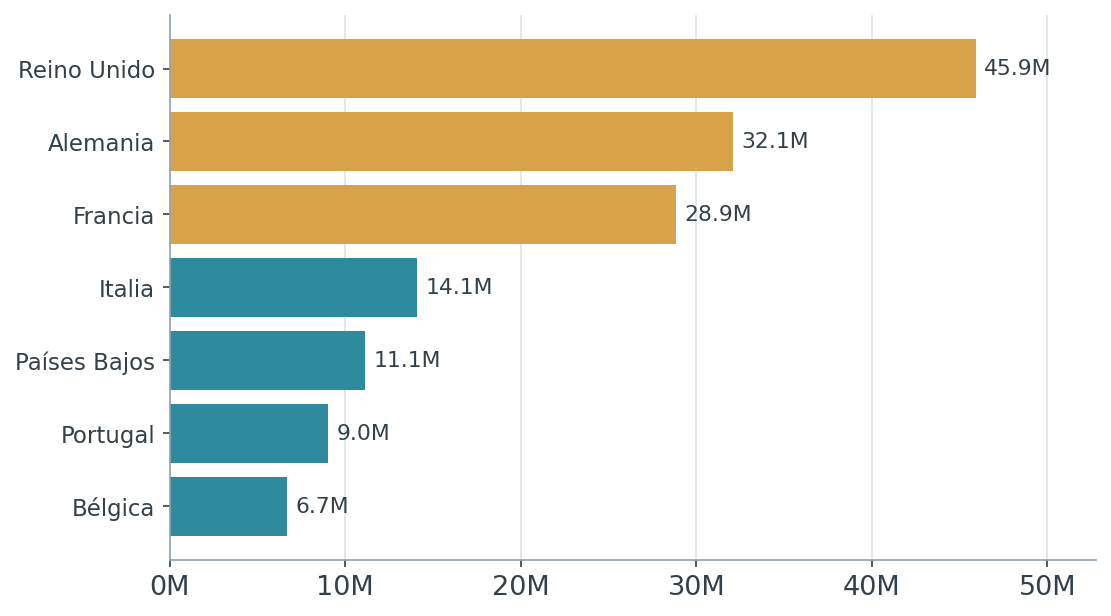 Reino Unido 45.9M
Alemania 32.1M
Francia 28.9M
Italia 14.1M
Países Bajos 11.1M
Portugal 9.0M
Bélgica 6.7M
0M 10M 20M 30M 40M 50M